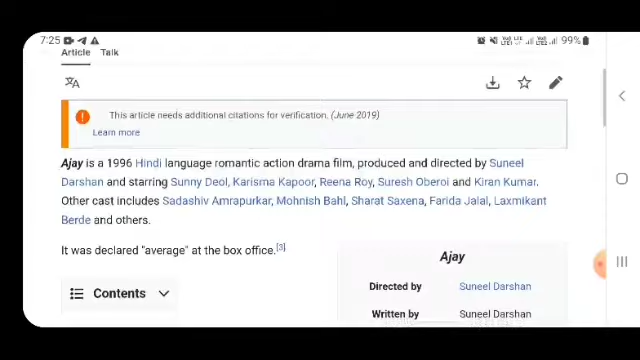 7:25 99%
Article Talk
This article needs additional citations for verification. (June 2019)
Learn more
Ajay is a 1996 Hindi language romantic action drama film, produced and directed by Suneel
Darshan and starring Sunny Deol, Karisma Kapoor, Reena Roy, Suresh Oberoi and Kiran Kumar.
Other cast includes Sadashiv Amrapurkar, Mohnish Bahl, Sharat Saxena, Farida Jalal, Laxmikant
Berde and others.
It was declared "average" at the box office.[3]
Ajay
Contents
Directed by Suneel Darshan
Written by Suneel Darshan